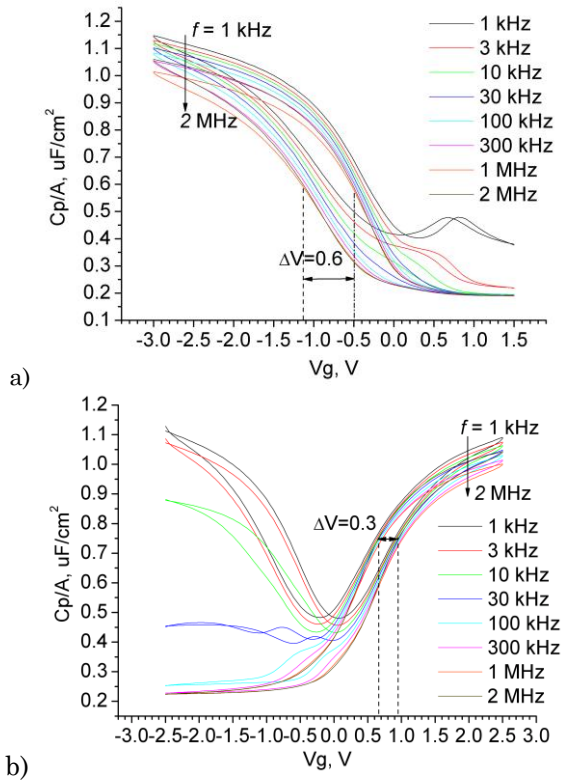 1.2
1.1
1.0
0.9
0.8
0.7
0.6
0.5
0.4
0.3
0.2
0.1
Cp/A, uF/cm²
f = 1 kHz
2 MHz
1 kHz
3 kHz
10 kHz
30 kHz
100 kHz
300 kHz
1 MHz
2 MHz
ΔV=0.6
-3.0 -2.5 -2.0 -1.5 -1.0 -0.5 0.0 0.5 1.0 1.5
Vg, V
a)
1.2
1.1
1.0
0.9
0.8
0.7
0.6
0.5
0.4
0.3
0.2
Cp/A, uF/cm²
f = 1 kHz
2 MHz
ΔV=0.3
1 kHz
3 kHz
10 kHz
30 kHz
100 kHz
300 kHz
1 MHz
2 MHz
-3.0 -2.5 -2.0 -1.5 -1.0 -0.5 0.0 0.5 1.0 1.5 2.0 2.5 3.0
Vg, V
b)